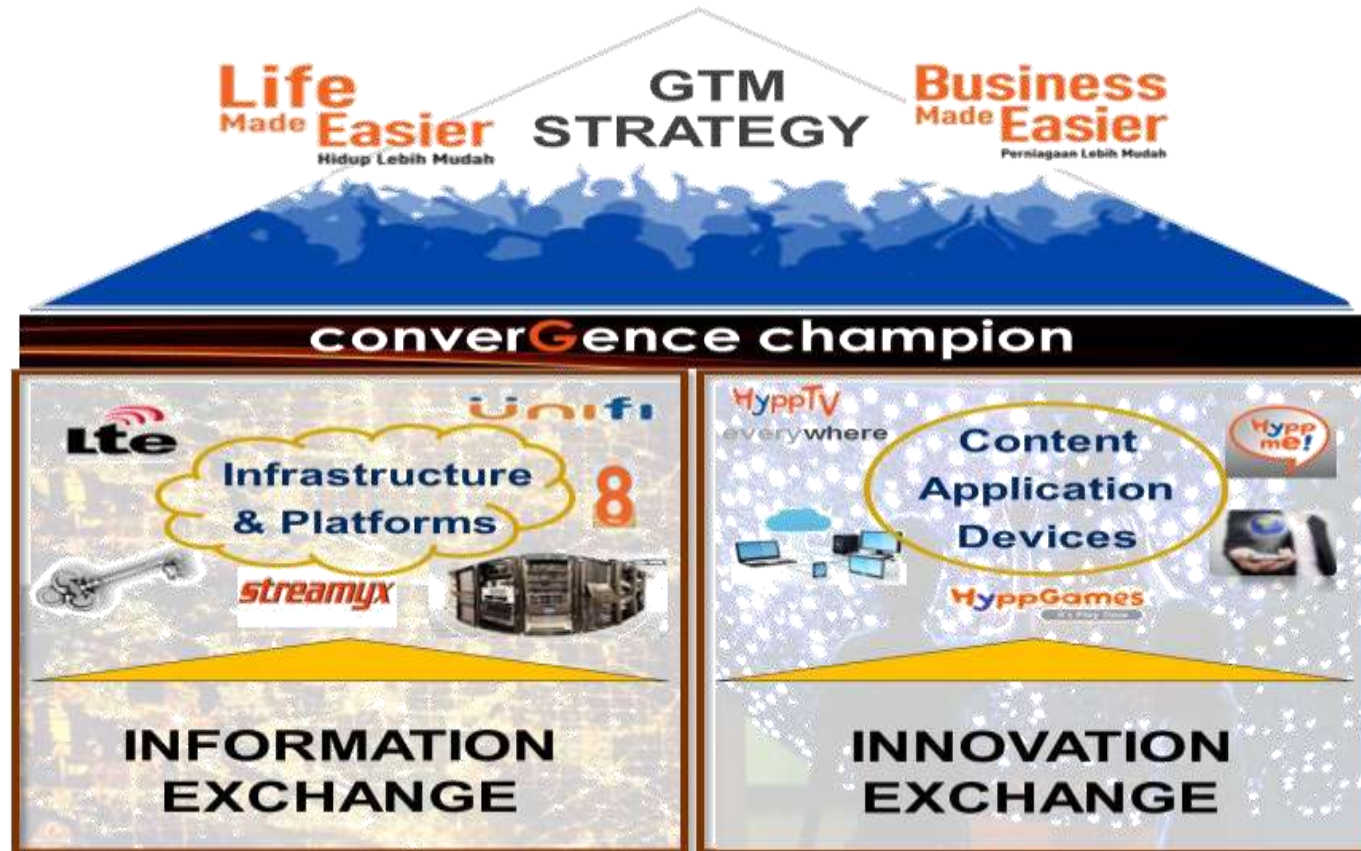 Life
Made Easier
Hidup Lebih Mudah
GTM
STRATEGY
Business
Made Easier
Perniagaan Lebih Mudah
converGence champion
Lte
Unifi
Infrastructure
& Platforms
8
streamyx
INFORMATION
EXCHANGE
HyppTV
everywhere
Content
Application
Devices
Hypp
me!
HyppGames
INNOVATION
EXCHANGE